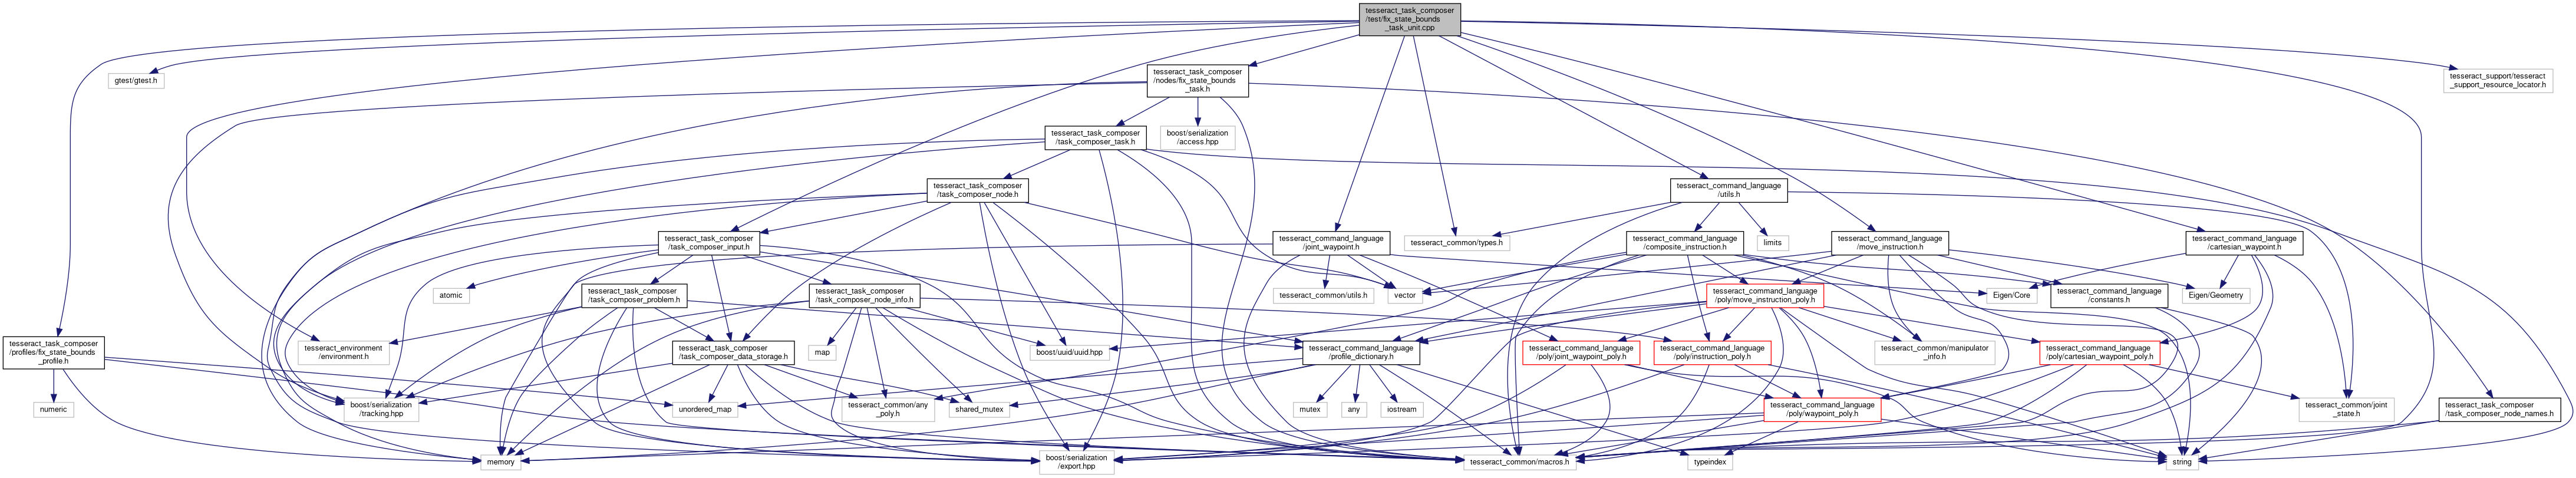 tesseract_task_composer
/test/fix_state_bounds
_task_unit.cpp
gtest/gtest.h
tesseract_task_composer
/nodes/fix_state_bounds
_task.h
tesseract_support/tesseract
_support_resource_locator.h
tesseract_task_composer
/task_composer_task.h
boost/serialization
/access.hpp
tesseract_task_composer
/task_composer_node.h
tesseract_command_language
/utils.h
tesseract_task_composer
/task_composer_input.h
tesseract_command_language
/joint_waypoint.h
tesseract_common/types.h
tesseract_command_language
/composite_instruction.h
limits
tesseract_command_language
/move_instruction.h
tesseract_command_language
/cartesian_waypoint.h
atomic
tesseract_task_composer
/task_composer_problem.h
tesseract_task_composer
/task_composer_node_info.h
tesseract_common/utils.h
vector
tesseract_command_language
/poly/move_instruction_poly.h
Eigen/Core
tesseract_command_language
/constants.h
Eigen/Geometry
tesseract_task_composer
/profiles/fix_state_bounds
_profile.h
tesseract_environment
/environment.h
tesseract_task_composer
/task_composer_data_storage.h
map
boost/uuid/uuid.hpp
tesseract_command_language
/profile_dictionary.h
tesseract_command_language
/poly/joint_waypoint_poly.h
tesseract_command_language
/poly/instruction_poly.h
tesseract_common/manipulator
_info.h
tesseract_command_language
/poly/cartesian_waypoint_poly.h
numeric
boost/serialization
/tracking.hpp
unordered_map
tesseract_common/any
_poly.h
shared_mutex
mutex
any
iostream
tesseract_command_language
/poly/waypoint_poly.h
tesseract_common/joint
_state.h
tesseract_task_composer
/task_composer_node_names.h
memory
boost/serialization
/export.hpp
tesseract_common/macros.h
typeindex
string